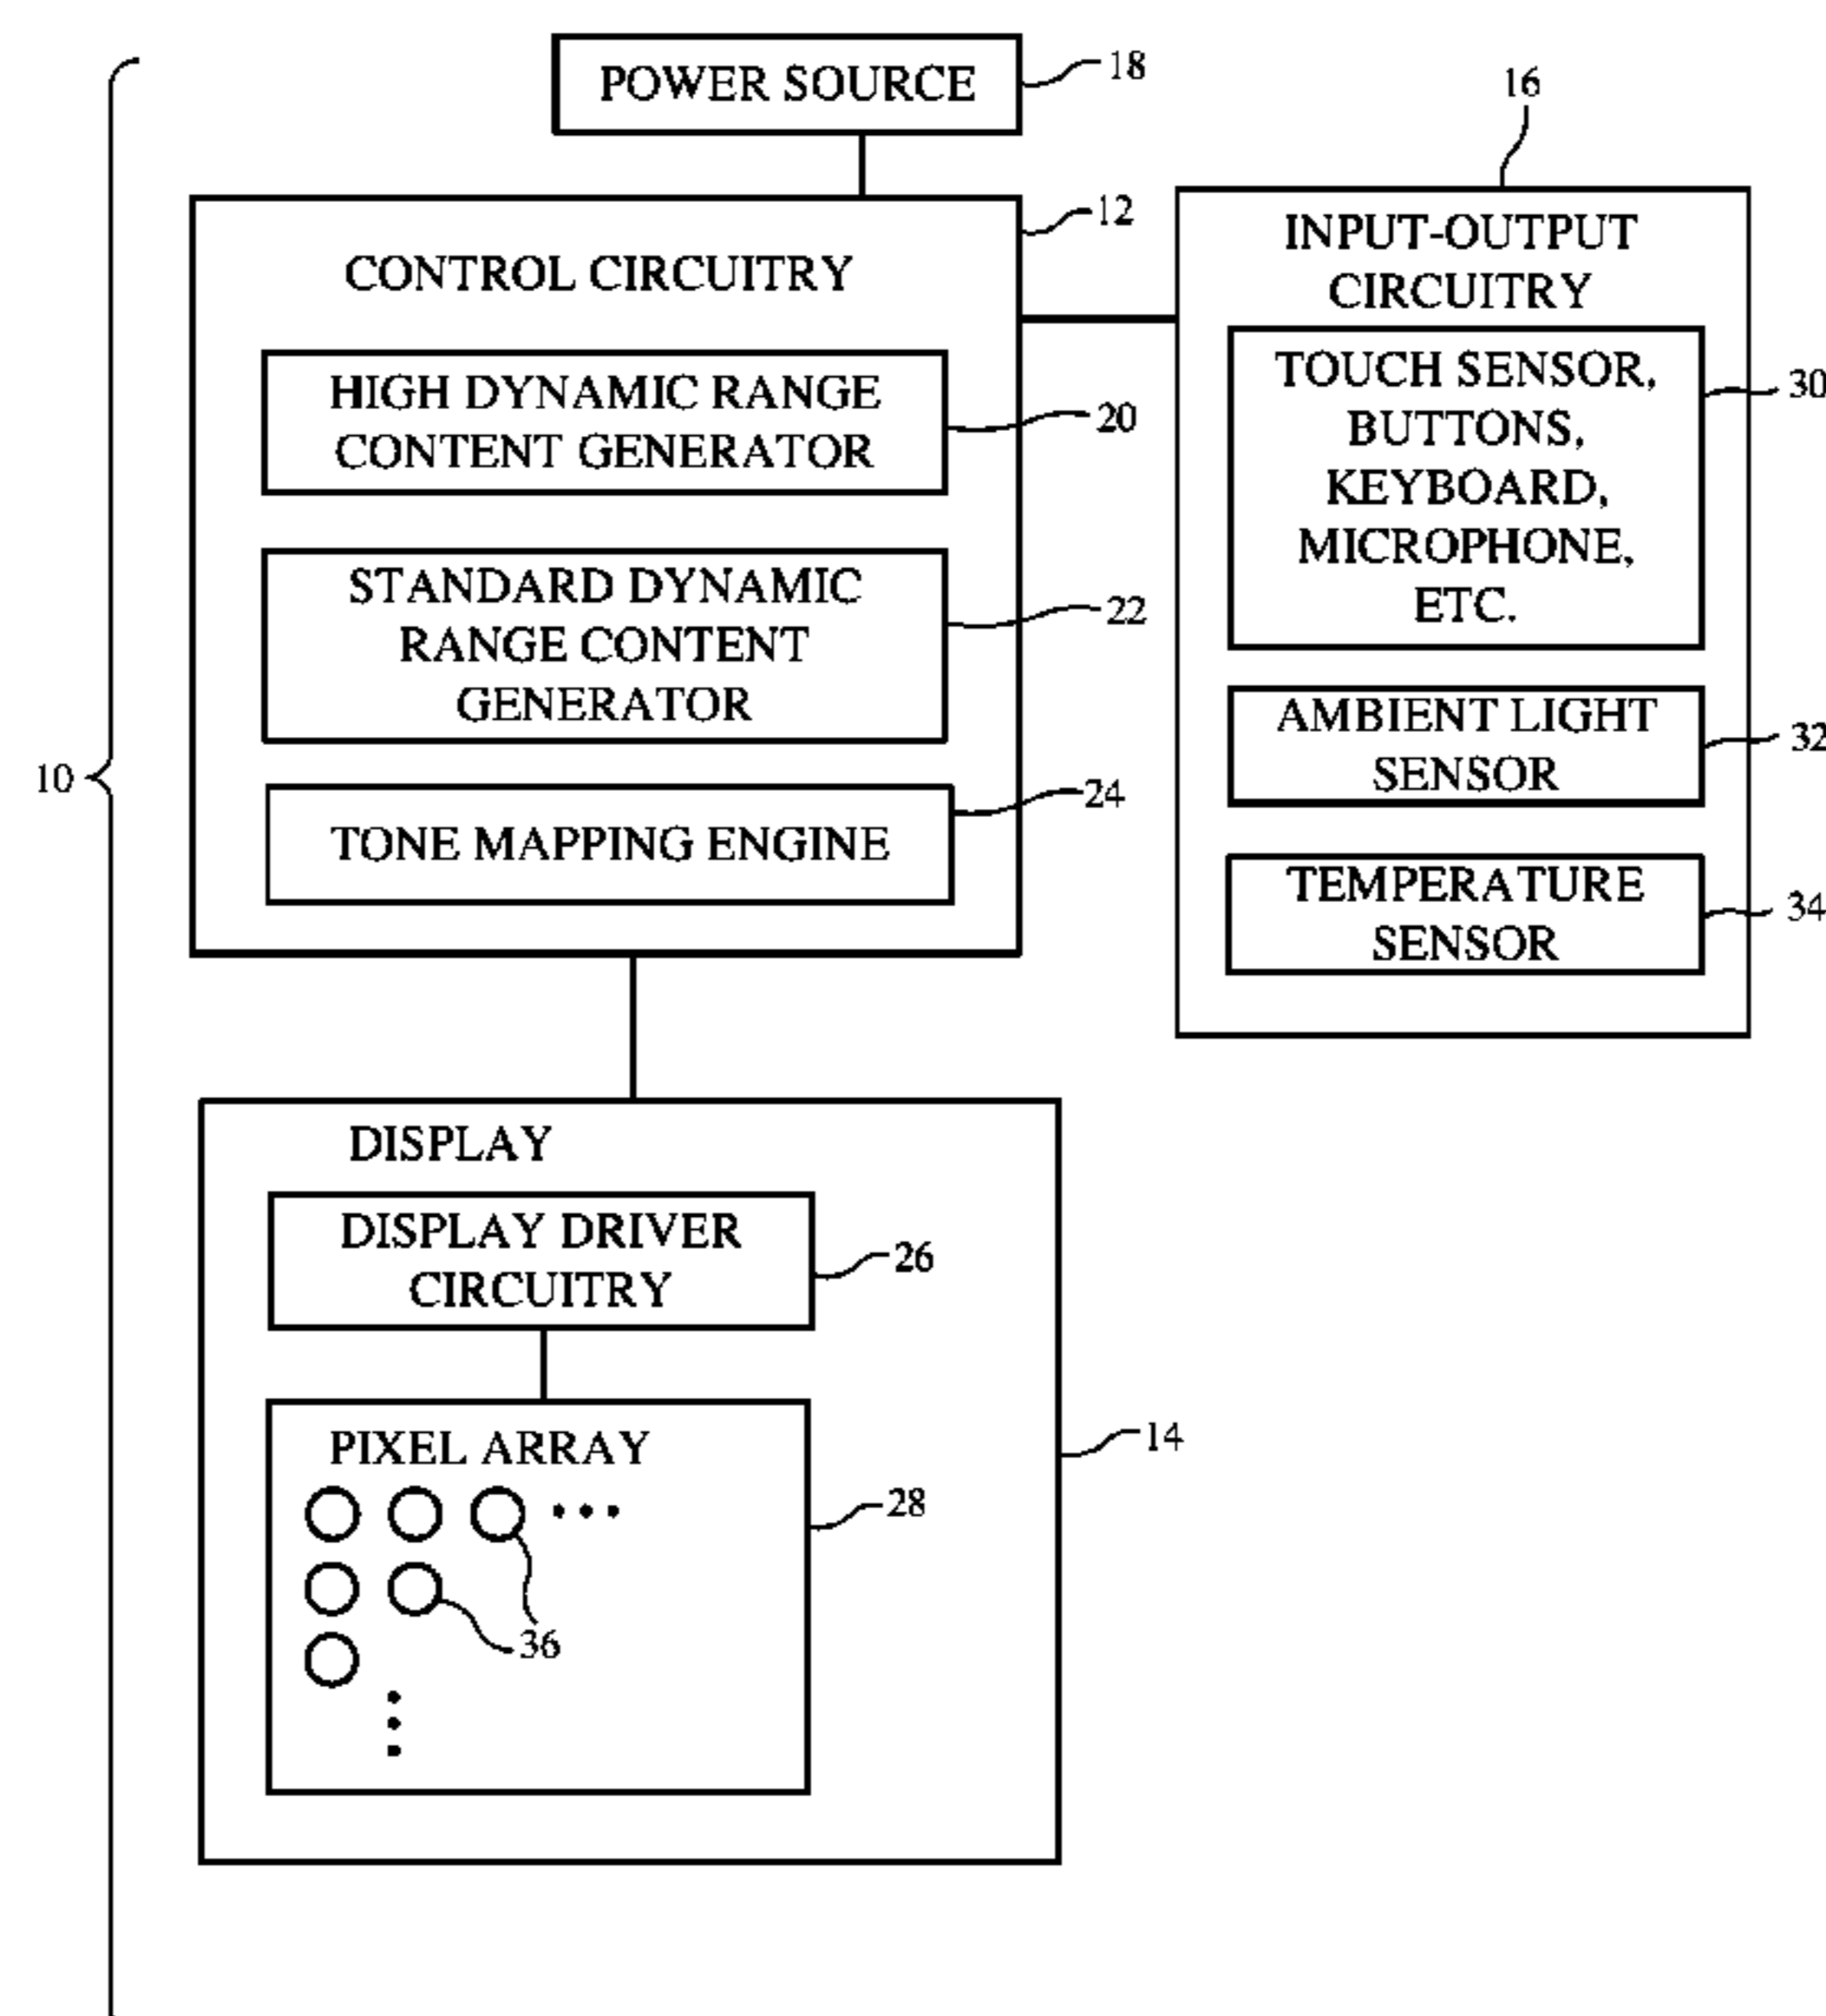 POWER SOURCE
18
16
12
CONTROL CIRCUITRY
HIGH DYNAMIC RANGE
CONTENT GENERATOR
20
STANDARD DYNAMIC
RANGE CONTENT
GENERATOR
22
TONE MAPPING ENGINE
24
10
INPUT-OUTPUT
CIRCUITRY
TOUCH SENSOR,
BUTTONS,
KEYBOARD,
MICROPHONE,
ETC.
30
AMBIENT LIGHT
SENSOR
32
TEMPERATURE
SENSOR
34
DISPLAY
DISPLAY DRIVER
CIRCUITRY
26
PIXEL ARRAY
14
28
36